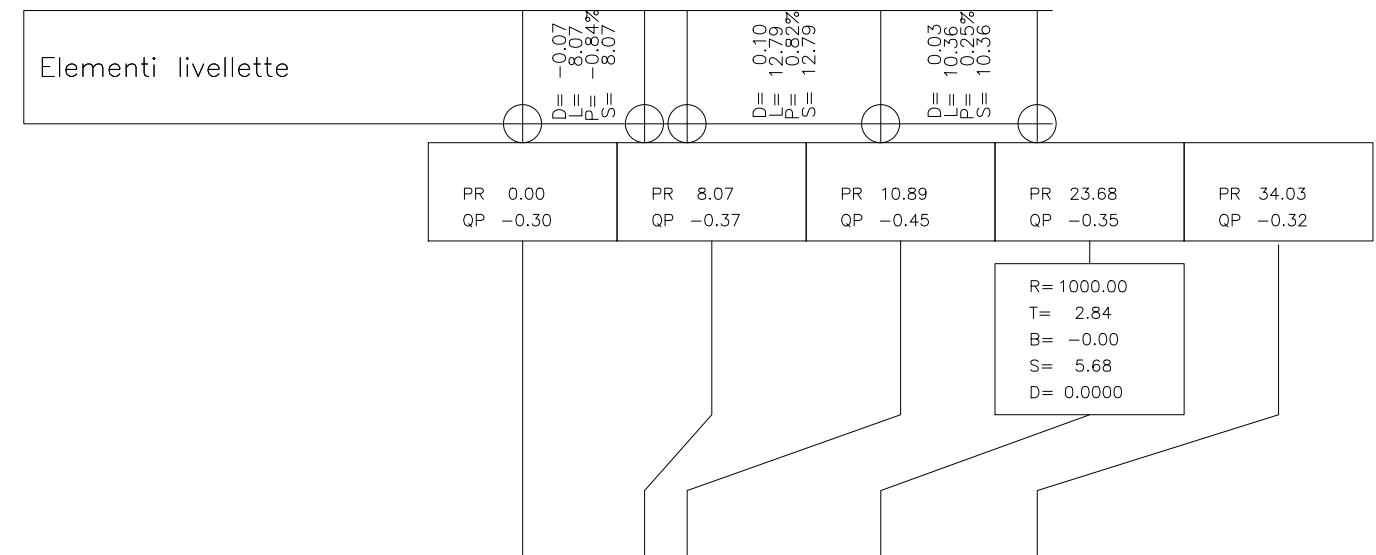 Elementi livellette
D= −0.07
L= 8.07
P= −0.84%
S= 8.07
D= 0.10
L= 12.79
P= 0.82%
S= 12.79
D= 0.03
L= 10.36
P= 0.25%
S= 10.36
PR 0.00
QP −0.30
PR 8.07
QP −0.37
PR 10.89
QP −0.45
PR 23.68
QP −0.35
PR 34.03
QP −0.32
R= 1000.00
T= 2.84
B= −0.00
S= 5.68
D= 0.0000